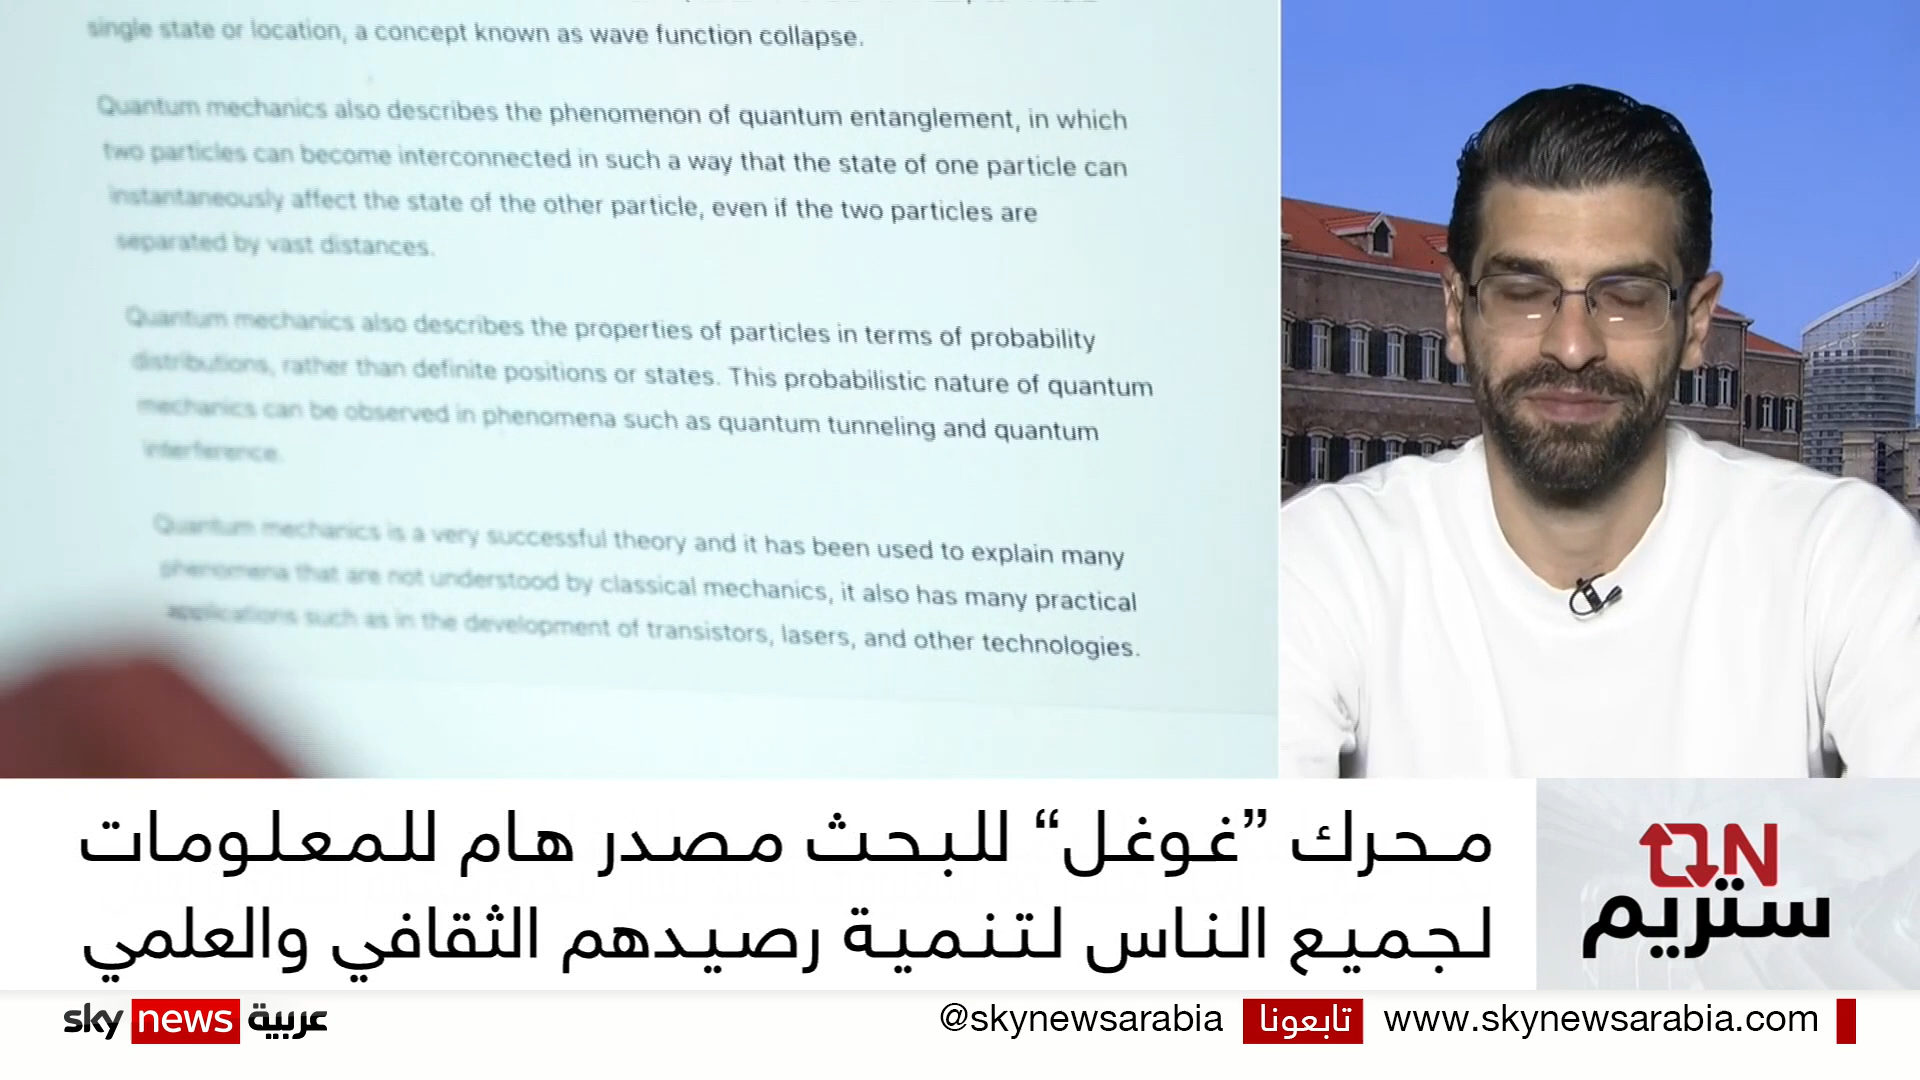 single state or location, a concept known as wave function collapse.
Quantum mechanics also describes the phenomenon of quantum entanglement, in which
two particles can become interconnected in such a way that the state of one particle can
instantaneously affect the state of the other particle, even if the two particles are
separated by vast distances.
Quantum mechanics also describes the properties of particles in terms of probability
distributions, rather than definite positions or states. This probabilistic nature of quantum
mechanics can be observed in phenomena such as quantum tunneling and quantum
interference.
Quantum mechanics is a very successful theory and it has been used to explain many
phenomena that are not understood by classical mechanics, it also has many practical
applications such as in the development of transistors, lasers, and other technologies.
محرك ”غوغل“ للبحث مصدر هام للمعلومات
لجميع الناس لتنمية رصيدهم الثقافي والعلمي
ON
ستريم
sky news عربية
@skynewsarabia تابعونا www.skynewsarabia.com